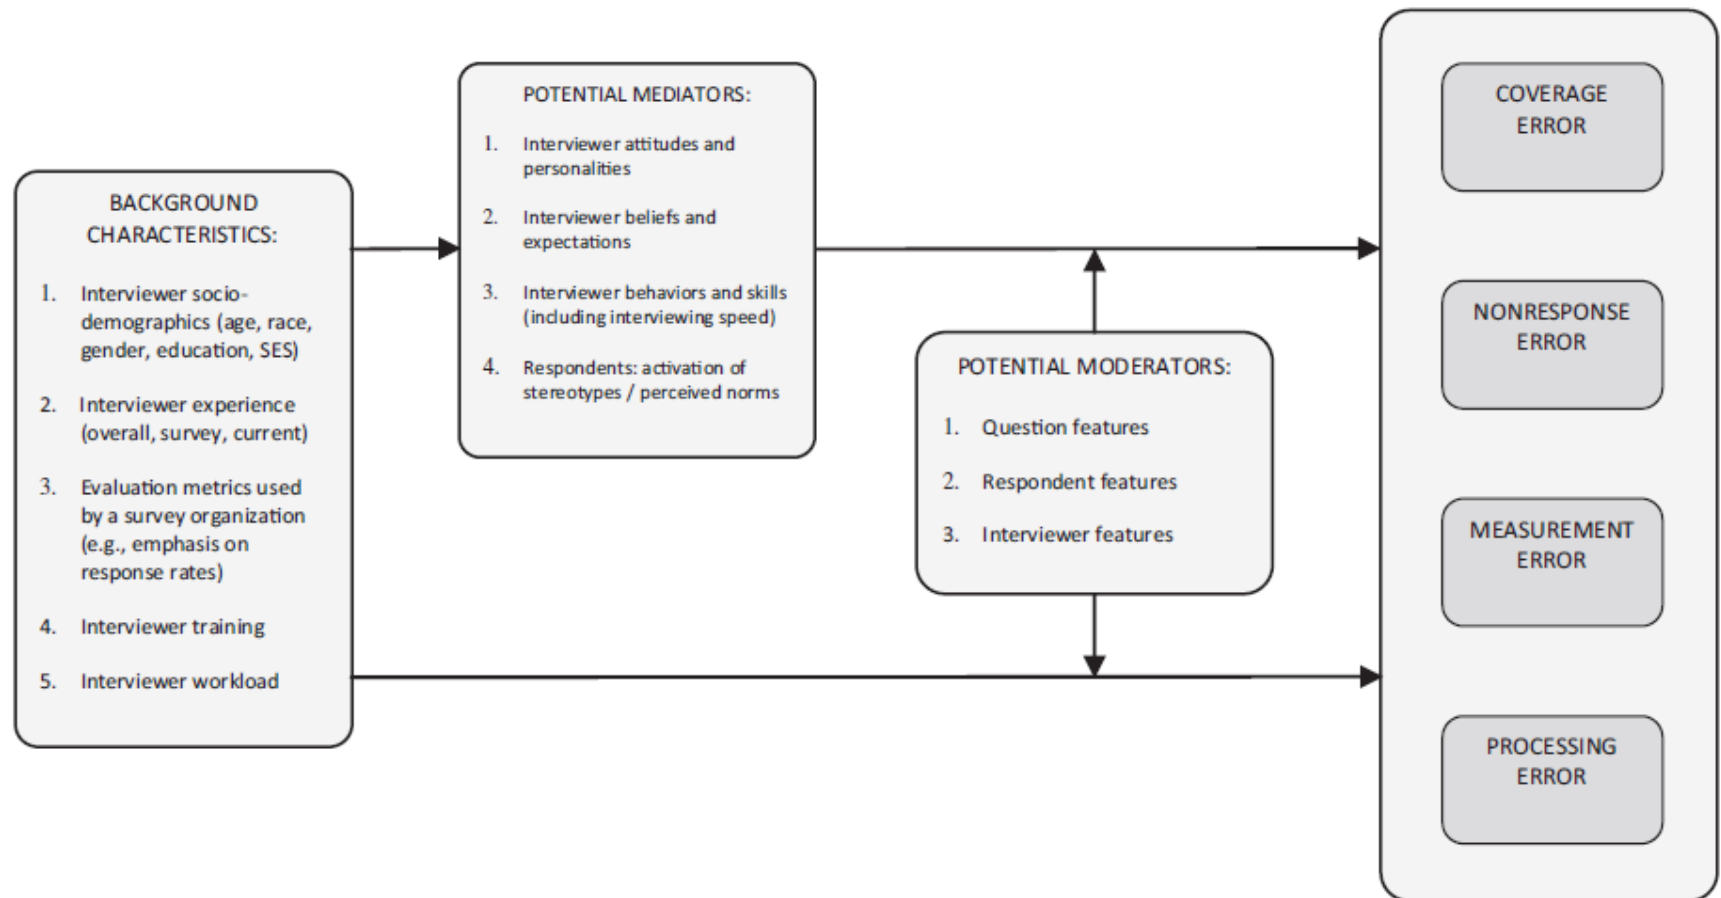 BACKGROUND
CHARACTERISTICS:
1. Interviewer socio-
demographics (age, race,
gender, education, SES)
2. Interviewer experience
(overall, survey, current)
3. Evaluation metrics used
by a survey organization
(e.g., emphasis on
response rates)
4. Interviewer training
5. Interviewer workload
POTENTIAL MEDIATORS:
1. Interviewer attitudes and
personalities
2. Interviewer beliefs and
expectations
3. Interviewer behaviors and skills
(including interviewing speed)
4. Respondents: activation of
stereotypes / perceived norms
POTENTIAL MODERATORS:
1. Question features
2. Respondent features
3. Interviewer features
COVERAGE
ERROR
NONRESPONSE
ERROR
MEASUREMENT
ERROR
PROCESSING
ERROR